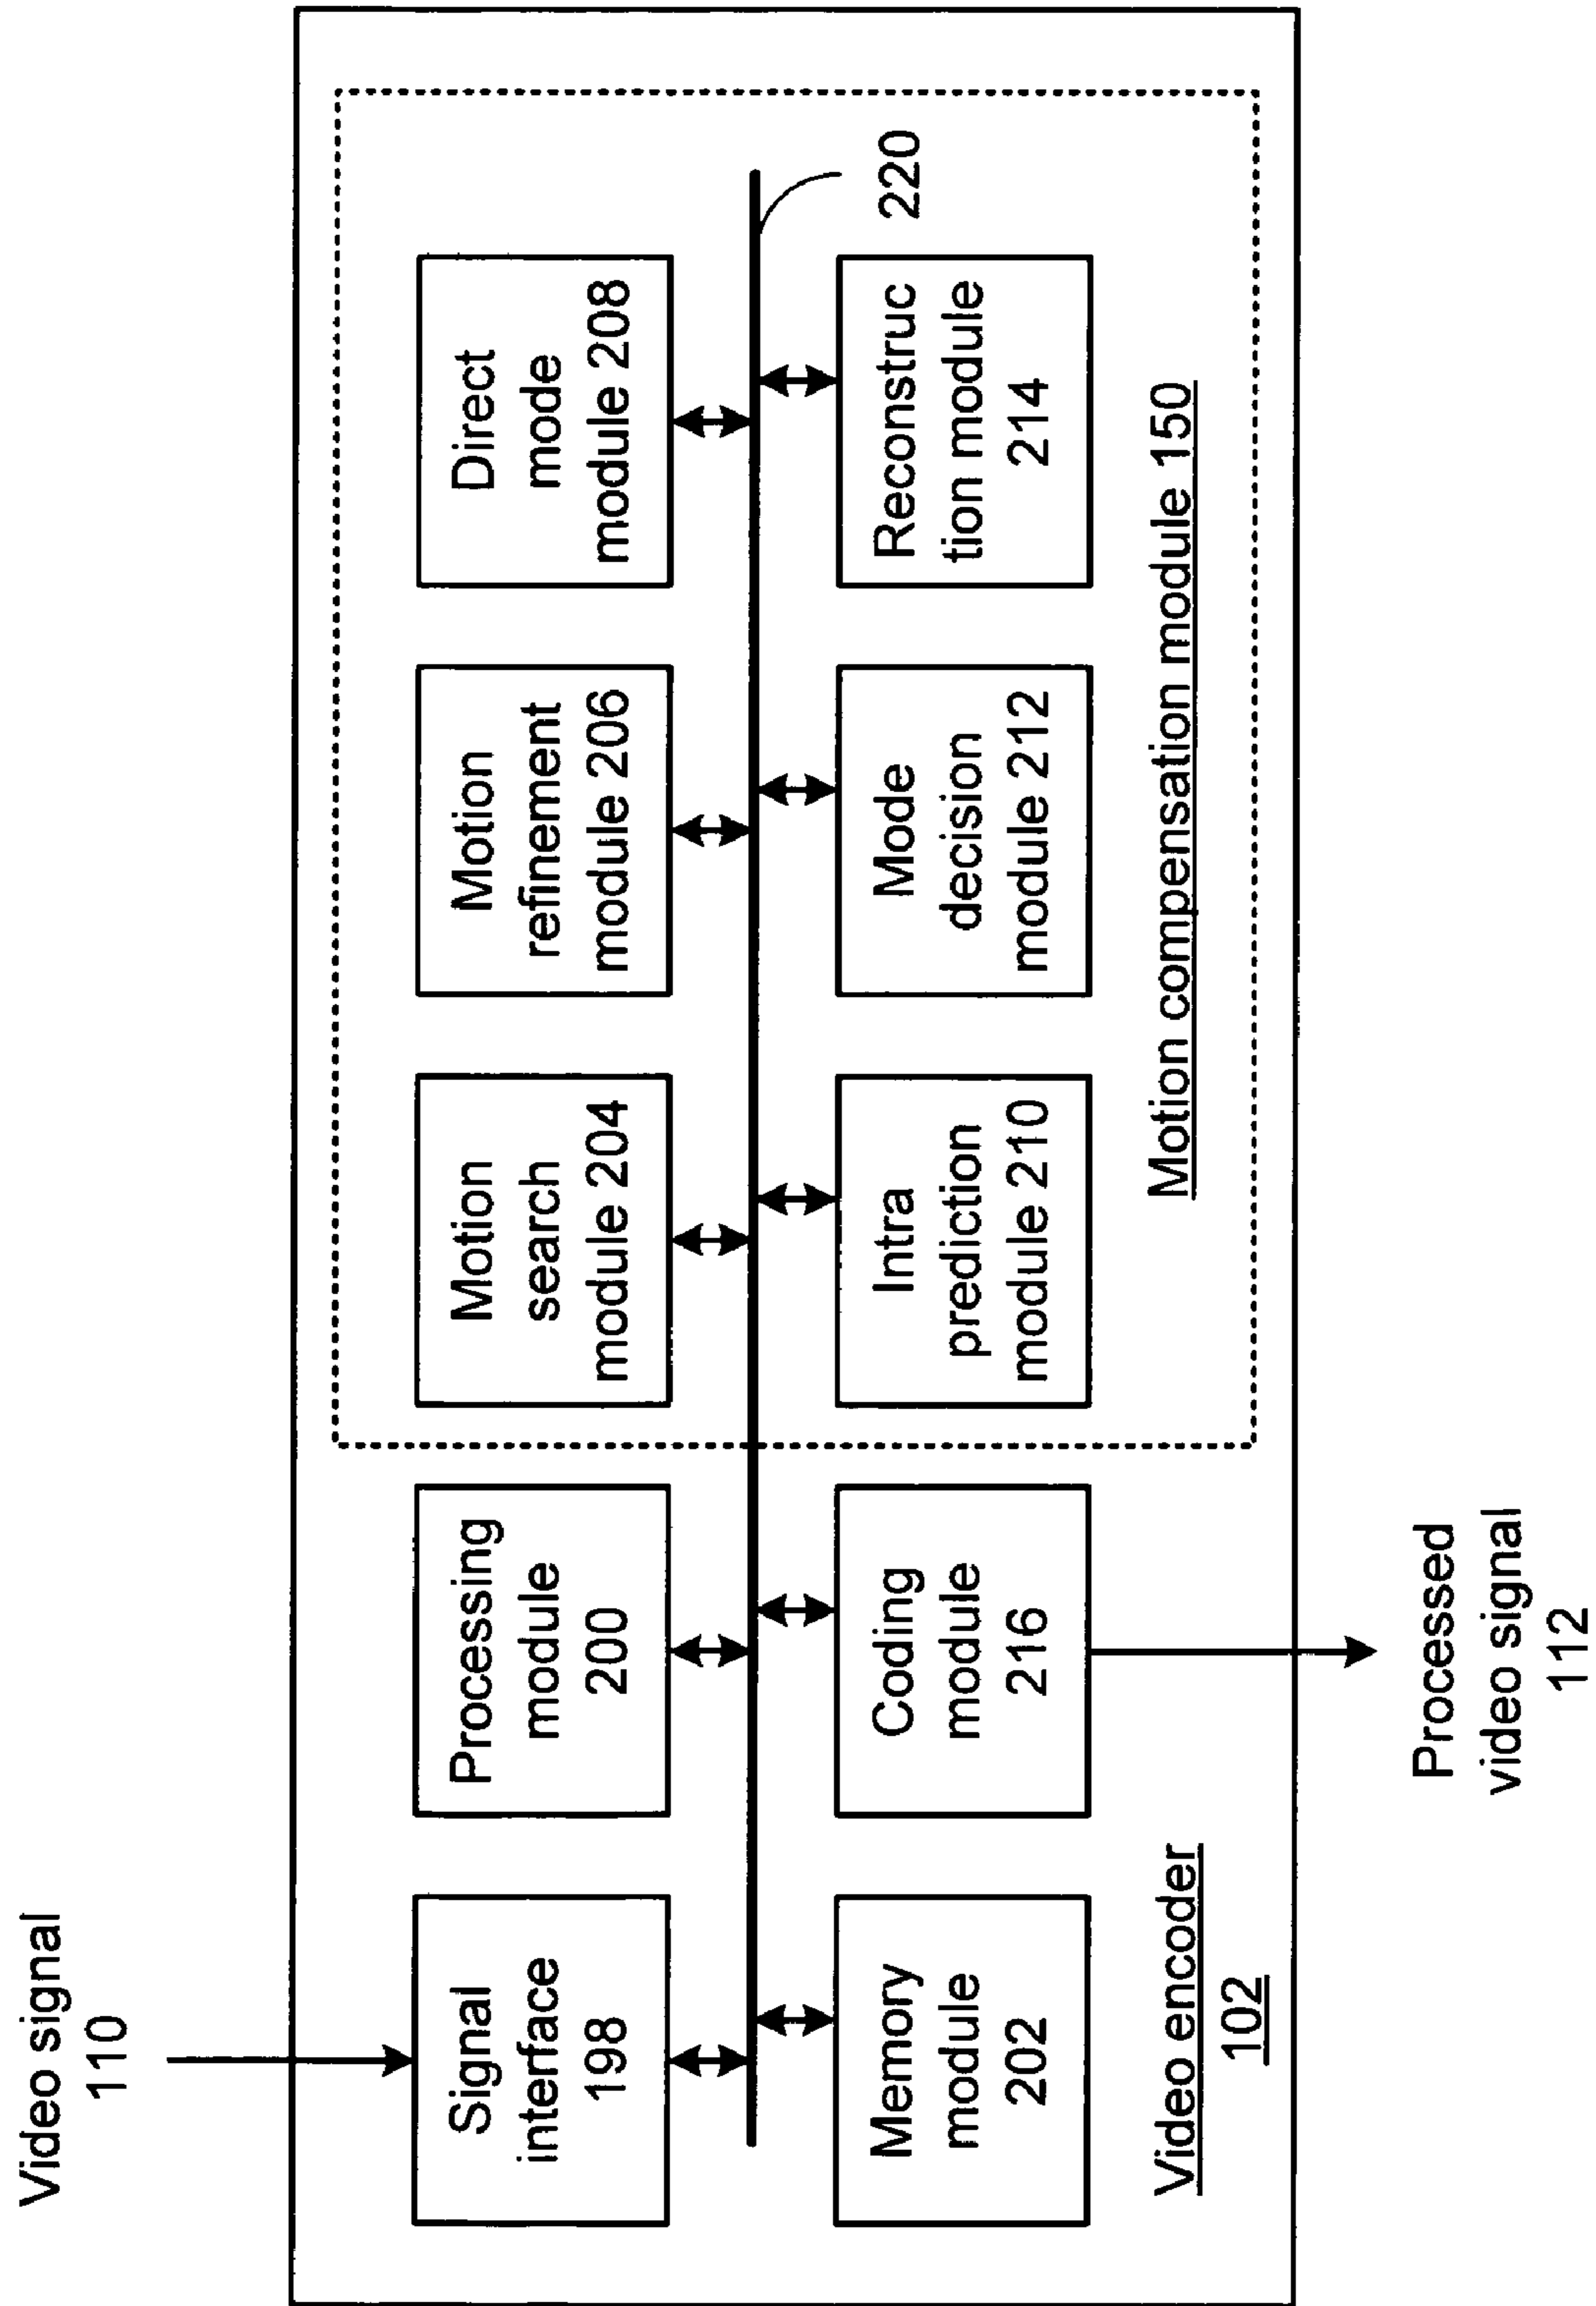 Video signal
110
Signal
interface
198
Processing
module
200
Motion
search
module 204
Motion
refinement
module 206
Direct
mode
module 208
220
Memory
module
202
Coding
module
216
Intra
prediction
module 210
Mode
decision
module 212
Reconstruc
tion module
214
Video encoder
102
Motion compensation module 150
Processed
video signal
112